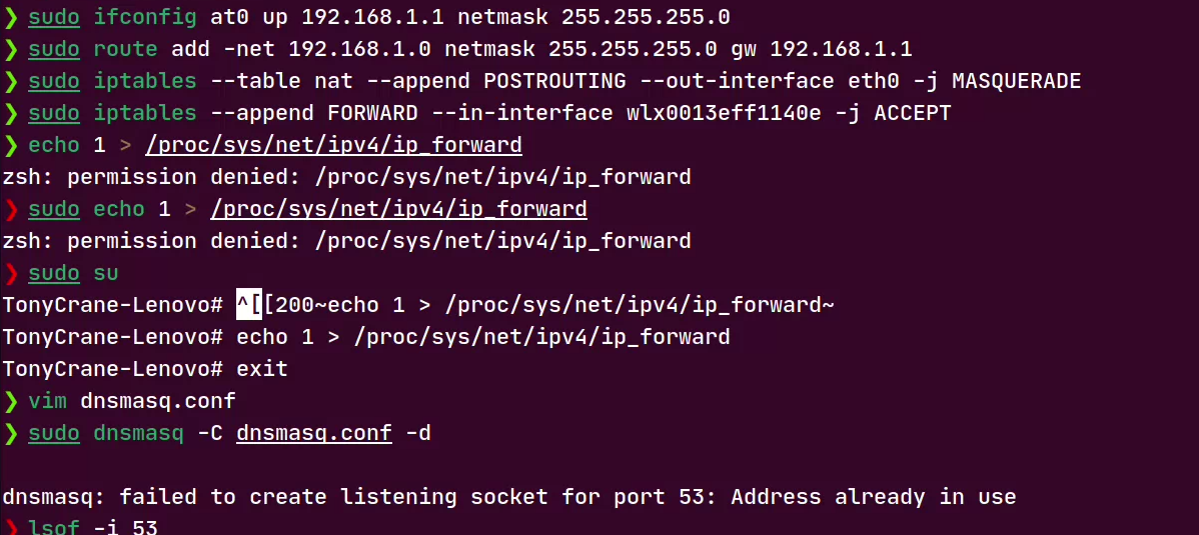 ❯ sudo ifconfig at0 up 192.168.1.1 netmask 255.255.255.0
❯ sudo route add -net 192.168.1.0 netmask 255.255.255.0 gw 192.168.1.1
❯ sudo iptables --table nat --append POSTROUTING --out-interface eth0 -j MASQUERADE
❯ sudo iptables --append FORWARD --in-interface wlx0013eff1140e -j ACCEPT
❯ echo 1 > /proc/sys/net/ipv4/ip_forward
zsh: permission denied: /proc/sys/net/ipv4/ip_forward
❯ sudo echo 1 > /proc/sys/net/ipv4/ip_forward
zsh: permission denied: /proc/sys/net/ipv4/ip_forward
❯ sudo su
TonyCrane-Lenovo# ^[[200~echo 1 > /proc/sys/net/ipv4/ip_forward~
TonyCrane-Lenovo# echo 1 > /proc/sys/net/ipv4/ip_forward
TonyCrane-Lenovo# exit
❯ vim dnsmasq.conf
❯ sudo dnsmasq -C dnsmasq.conf -d
dnsmasq: failed to create listening socket for port 53: Address already in use
❯ lsof -i 53